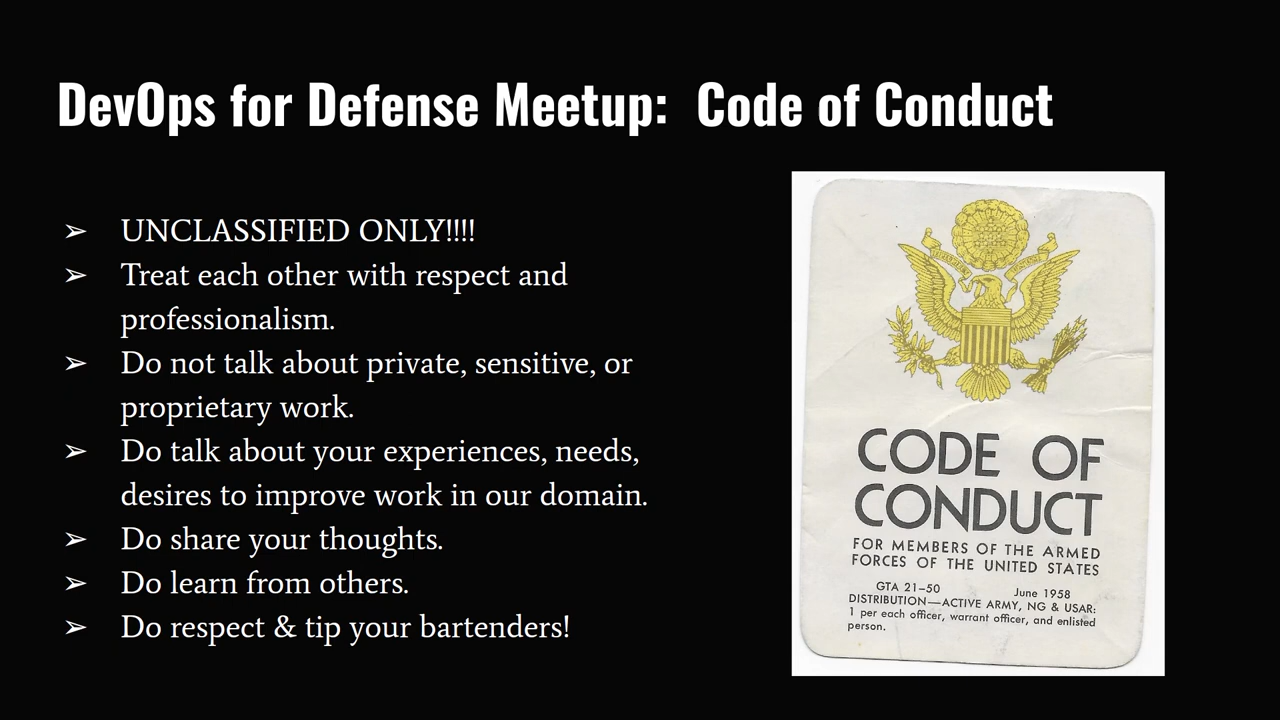 DevOps for Defense Meetup:  Code of Conduct
➢ UNCLASSIFIED ONLY!!!!
➢ Treat each other with respect and
professionalism.
➢ Do not talk about private, sensitive, or
proprietary work.
➢ Do talk about your experiences, needs,
desires to improve work in our domain.
➢ Do share your thoughts.
➢ Do learn from others.
➢ Do respect & tip your bartenders!
CODE OF
CONDUCT
FOR MEMBERS OF THE ARMED
FORCES OF THE UNITED STATES
GTA 21–50 June 1958
DISTRIBUTION—ACTIVE ARMY, NG & USAR:
1 per each officer, warrant officer, and enlisted
person.